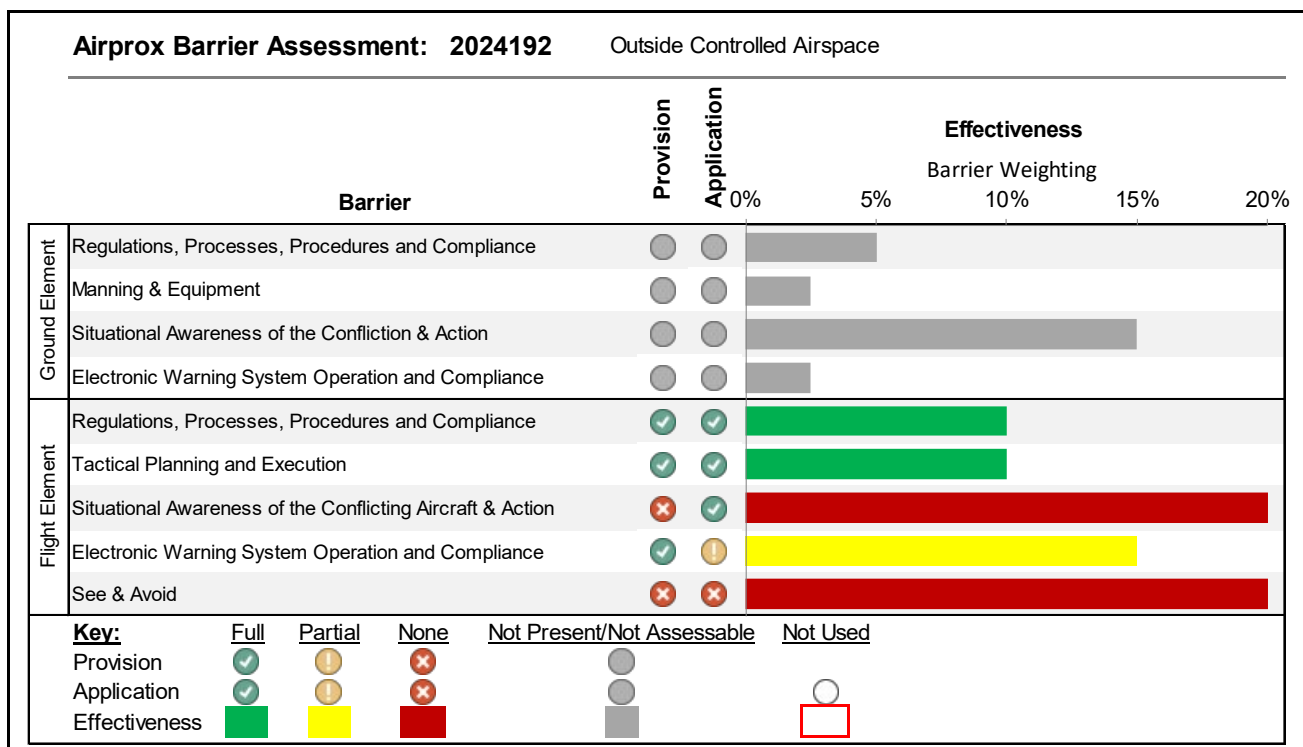 Airprox Barrier Assessment: 2024192 Outside Controlled Airspace
Barrier Provision Application Effectiveness
Barrier Weighting
0% 5% 10% 15% 20%
Ground Element
Regulations, Processes, Procedures and Compliance
Manning & Equipment
Situational Awareness of the Confliction & Action
Electronic Warning System Operation and Compliance
Flight Element
Regulations, Processes, Procedures and Compliance
Tactical Planning and Execution
Situational Awareness of the Conflicting Aircraft & Action
Electronic Warning System Operation and Compliance
See & Avoid
Key: Full Partial None Not Present/Not Assessable Not Used
Provision
Application
Effectiveness